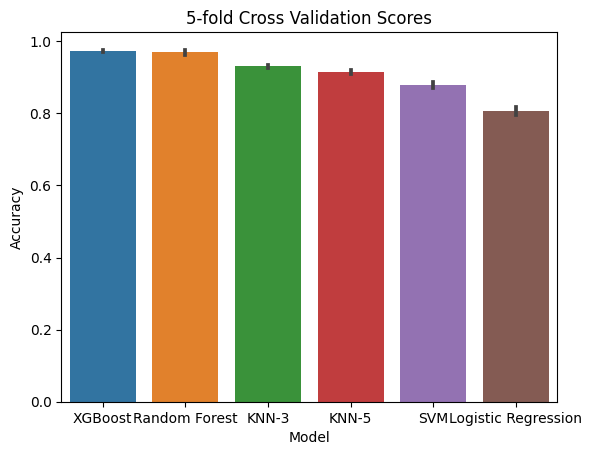 5-fold Cross Validation Scores
1.0
0.8
0.6
0.4
0.2
0.0
Accuracy
XGBoost Random Forest KNN-3 KNN-5 SVM Logistic Regression
Model